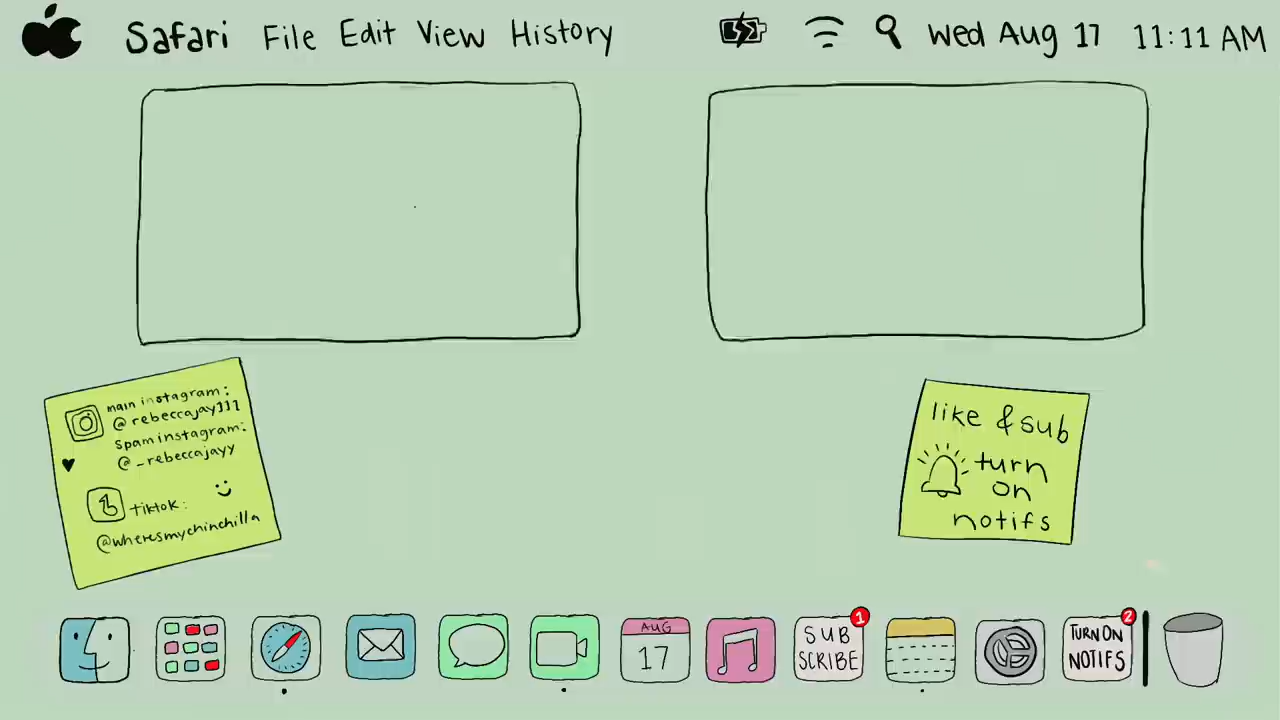 Safari File Edit View History
Wed Aug 17 11:11 AM
main instagram:
@rebeccajay111
spam instagram:
@_rebeccajayy
tiktok:
@wheresmychinchilla
like & sub
turn
on
notifs
AUG
17
SUB
SCRIBE
1
TURN ON
NOTIFS
2